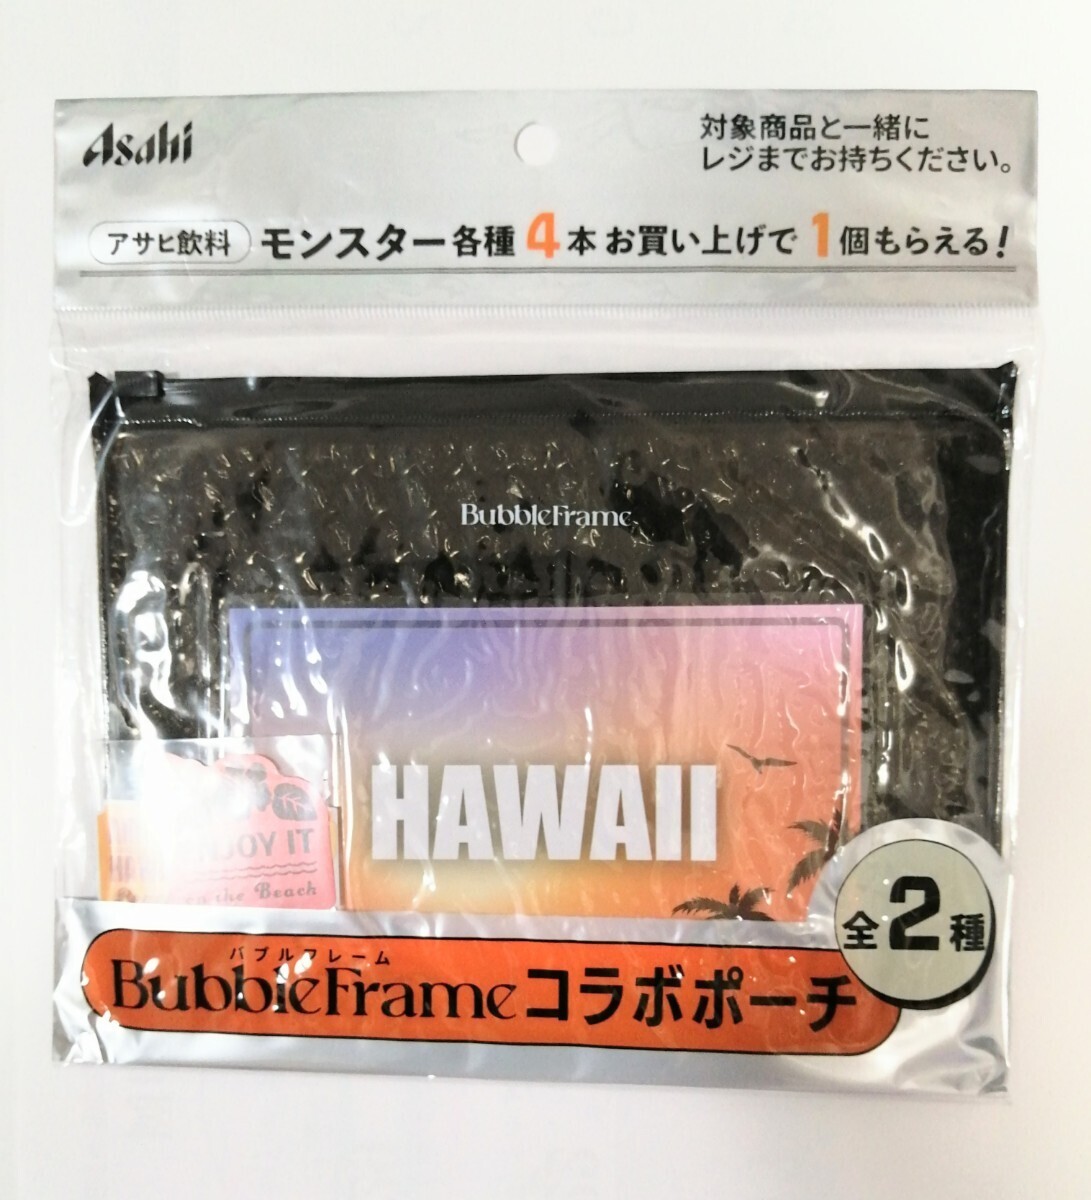 Asahi
対象商品と一緒に
レジまでお持ちください。
アサヒ飲料 モンスター各種4本お買い上げで1個もらえる!
BubbleFrame
HAWAII
TI YOU
the Beach
全2種
バブルフレーム
BubbleFrameコラボポーチ